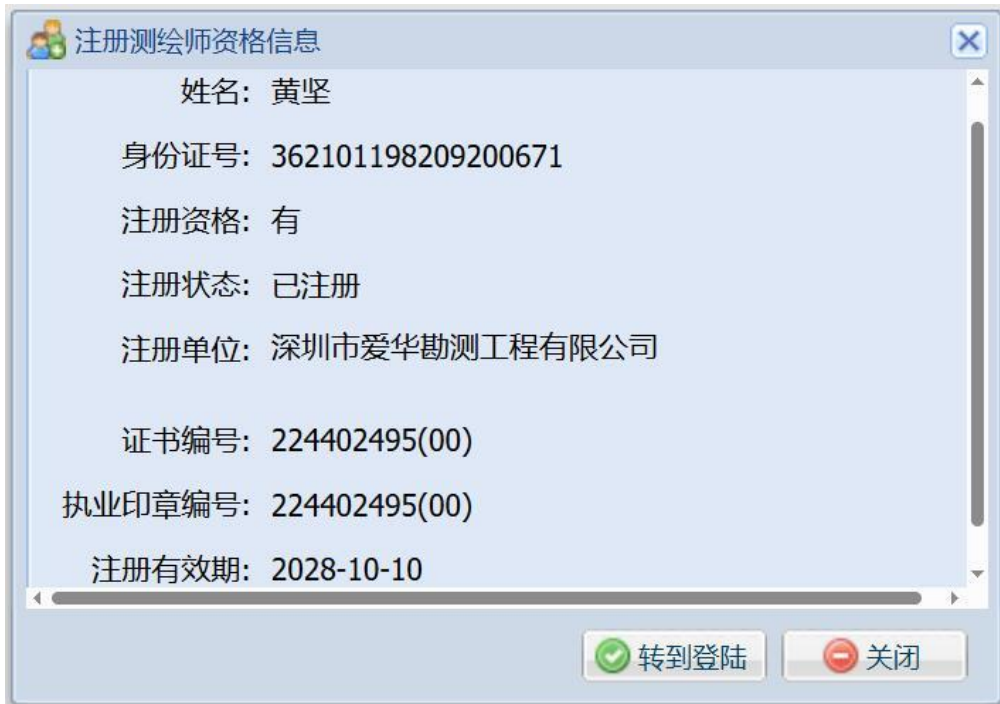 注册测绘师资格信息
姓名: 黄坚
身份证号: 362101198209200671
注册资格: 有
注册状态: 已注册
注册单位: 深圳市爱华勘测工程有限公司
证书编号: 224402495(00)
执业印章编号: 224402495(00)
注册有效期: 2028-10-10
转到登陆 关闭